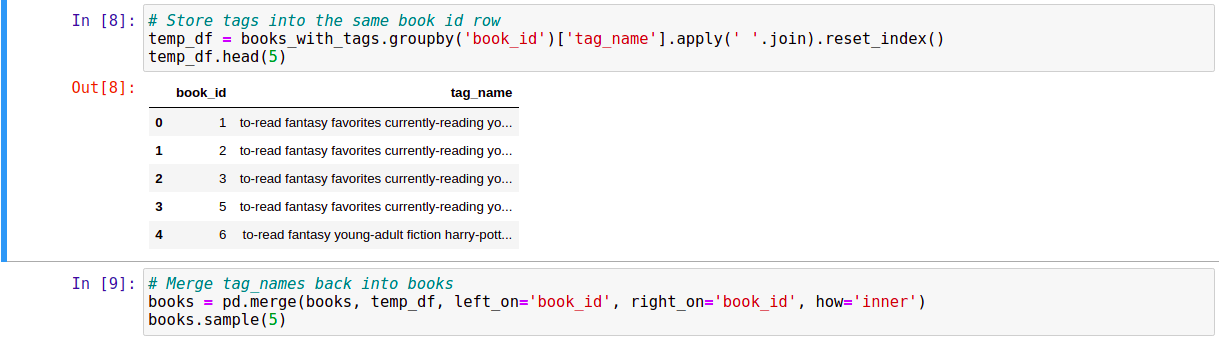 In [8]: # Store tags into the same book id row
temp_df = books_with_tags.groupby('book_id')['tag_name'].apply(' '.join).reset_index()
temp_df.head(5)
Out[8]:
book_id tag_name
0 1 to-read fantasy favorites currently-reading yo...
1 2 to-read fantasy favorites currently-reading yo...
2 3 to-read fantasy favorites currently-reading yo...
3 5 to-read fantasy favorites currently-reading yo...
4 6 to-read fantasy young-adult fiction harry-pott...
In [9]: # Merge tag_names back into books
books = pd.merge(books, temp_df, left_on='book_id', right_on='book_id', how='inner')
books.sample(5)